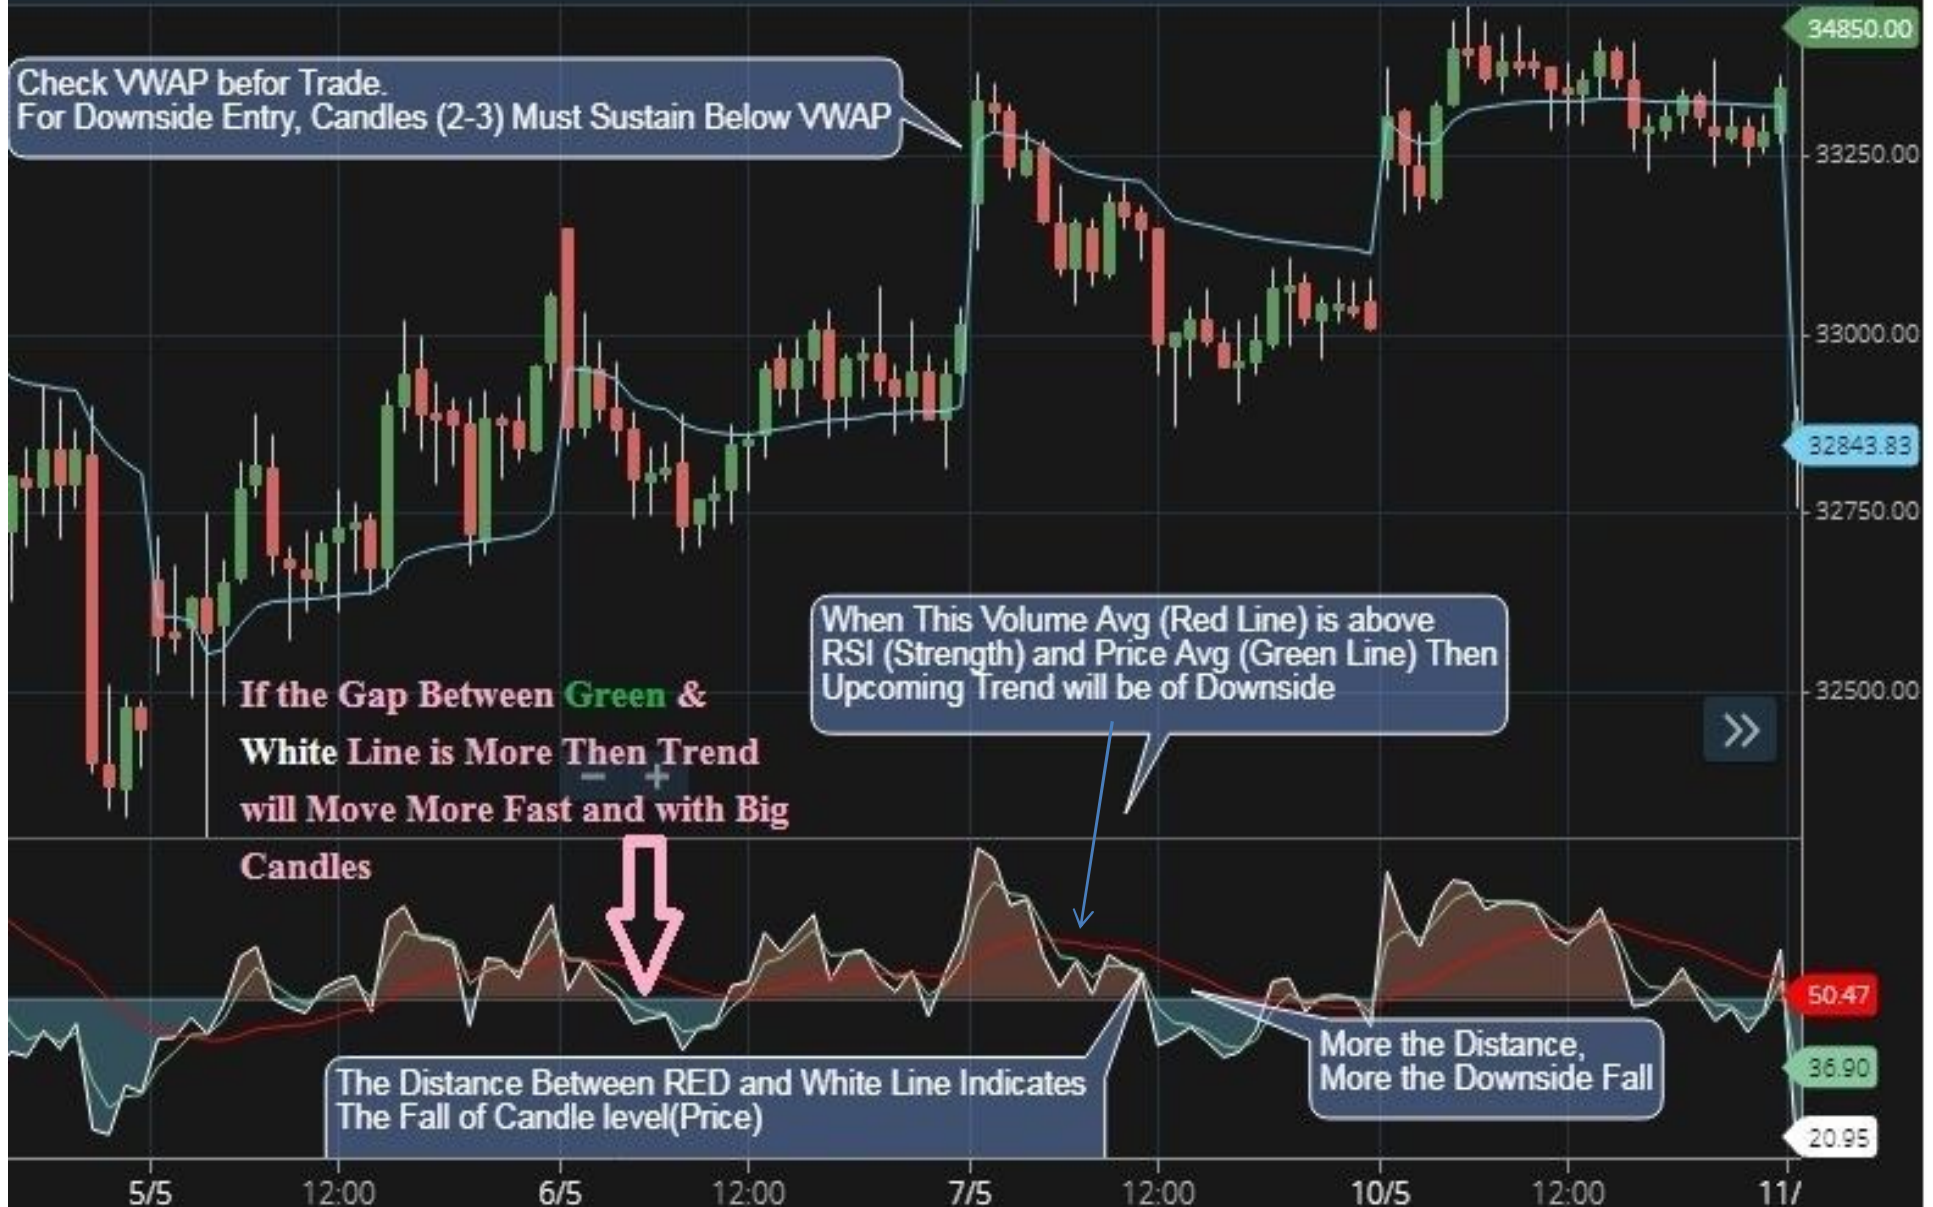 34850.00
Check VWAP befor Trade.
For Downside Entry, Candles (2-3) Must Sustain Below VWAP
33250.00
33000.00
32843.83
32750.00
When This Volume Avg (Red Line) is above
RSI (Strength) and Price Avg (Green Line) Then
Upcoming Trend will be of Downside
32500.00
If the Gap Between Green &
White Line is More Then Trend
will Move More Fast and with Big
Candles
50.47
More the Distance,
More the Downside Fall
36.90
The Distance Between RED and White Line Indicates
The Fall of Candle level(Price)
20.95
5/5 12:00 6/5 12:00 7/5 12:00 10/5 12:00 11/